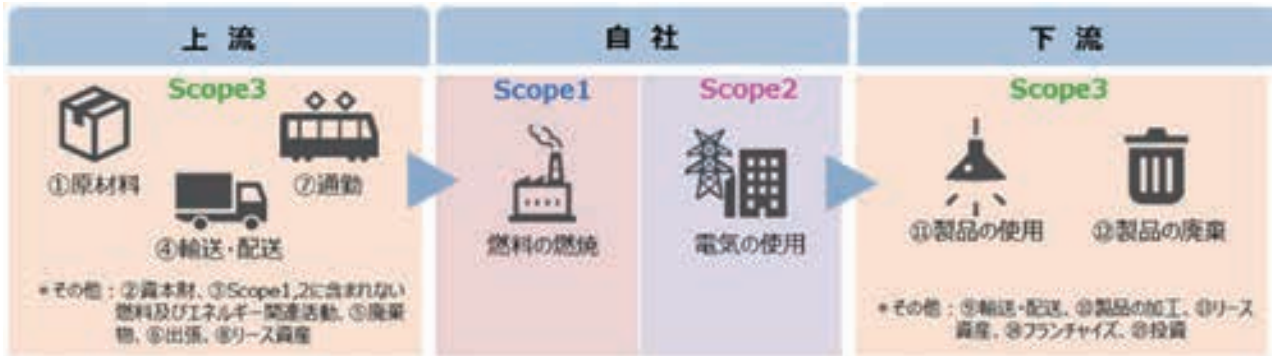 上流
Scope3
①原材料
⑦通勤
④輸送・配送
*その他：②資本財、③Scope1,2に含まれない
燃料及びエネルギー関連活動、⑤廃棄
物、⑥出張、⑧リース資産
自社
Scope1
燃料の燃焼
Scope2
電気の使用
下流
Scope3
⑪製品の使用
⑫製品の廃棄
*その他：⑨輸送・配送、⑩製品の加工、⑬リース
資産、⑭フランチャイズ、⑮投資